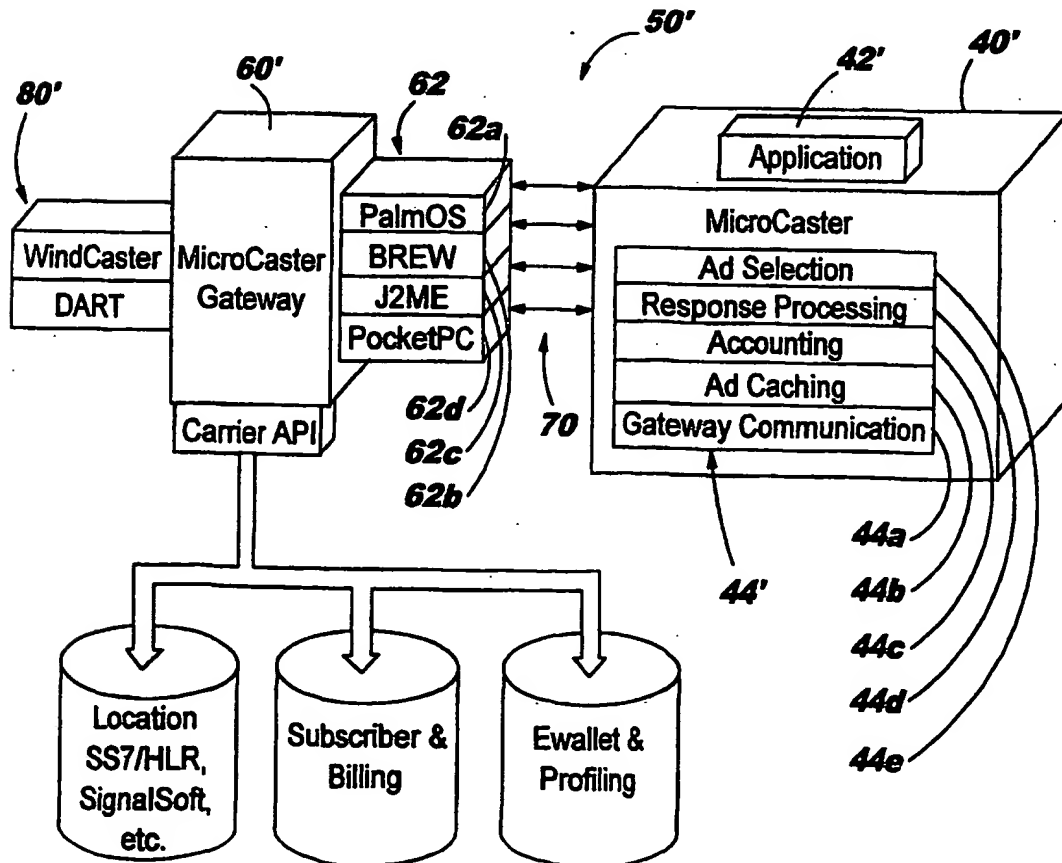 50'
40'
60'
42'
80'
62
62a
Application
PalmOS
MicroCaster
WindCaster
MicroCaster
Gateway
BREW
Ad Selection
DART
J2ME
Response Processing
PocketPC
Accounting
Ad Caching
Carrier API
62d
70
Gateway Communication
62c
62b
44a
44'
44b
44c
44d
44e
Location
SS7/HLR,
SignalSoft,
etc.
Subscriber &
Billing
Ewallet &
Profiling